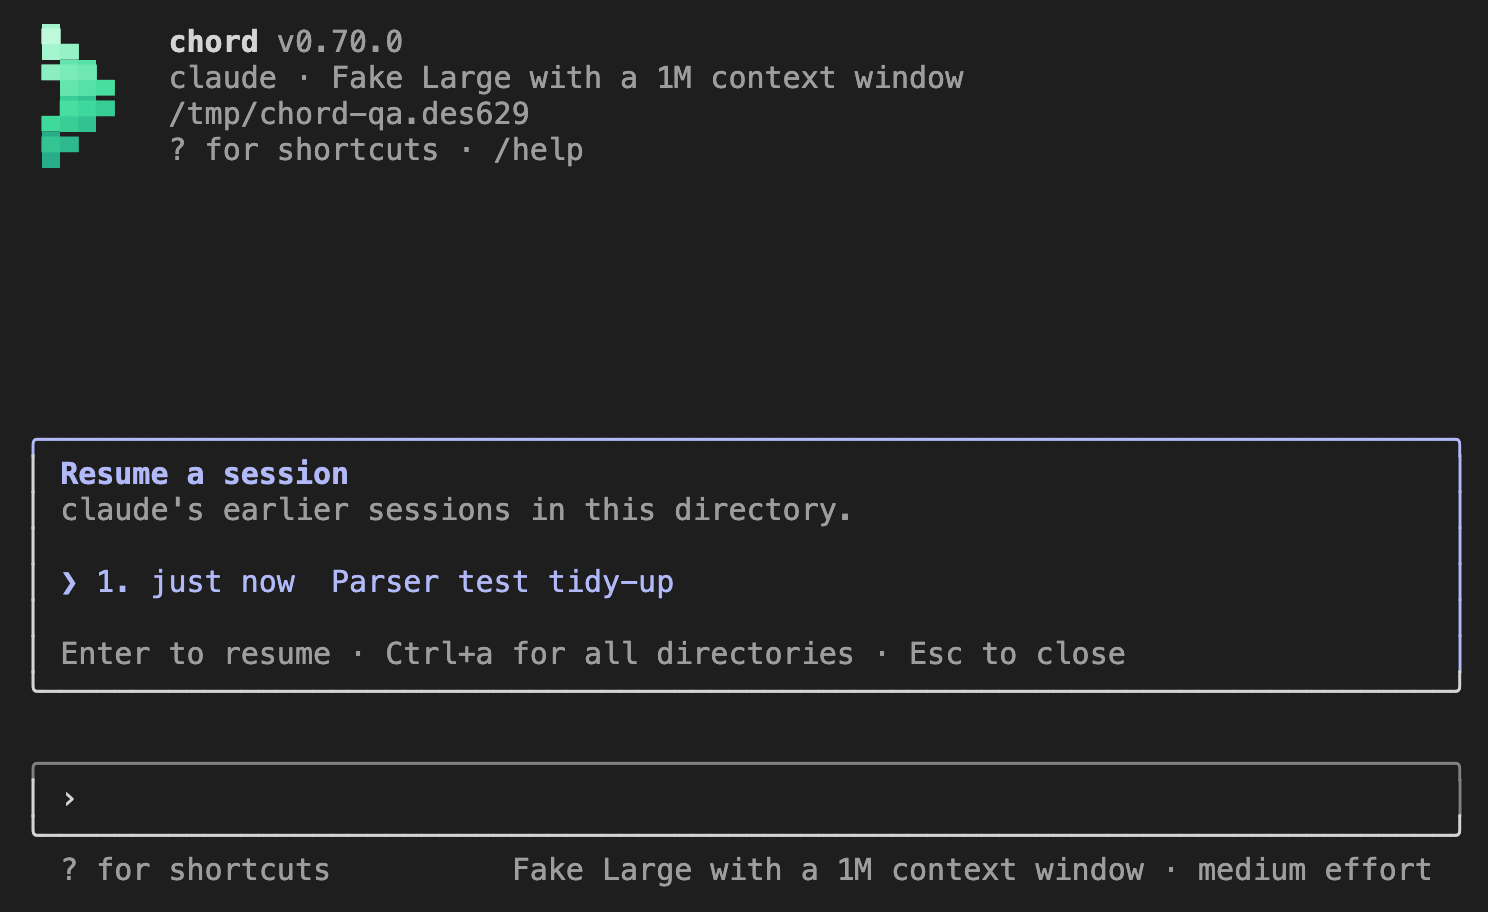 chord v0.70.0
claude · Fake Large with a 1M context window
/tmp/chord-qa.des629
? for shortcuts · /help
Resume a session
claude's earlier sessions in this directory.
❯ 1. just now  Parser test tidy-up
Enter to resume · Ctrl+a for all directories · Esc to close
›
? for shortcuts          Fake Large with a 1M context window · medium effort